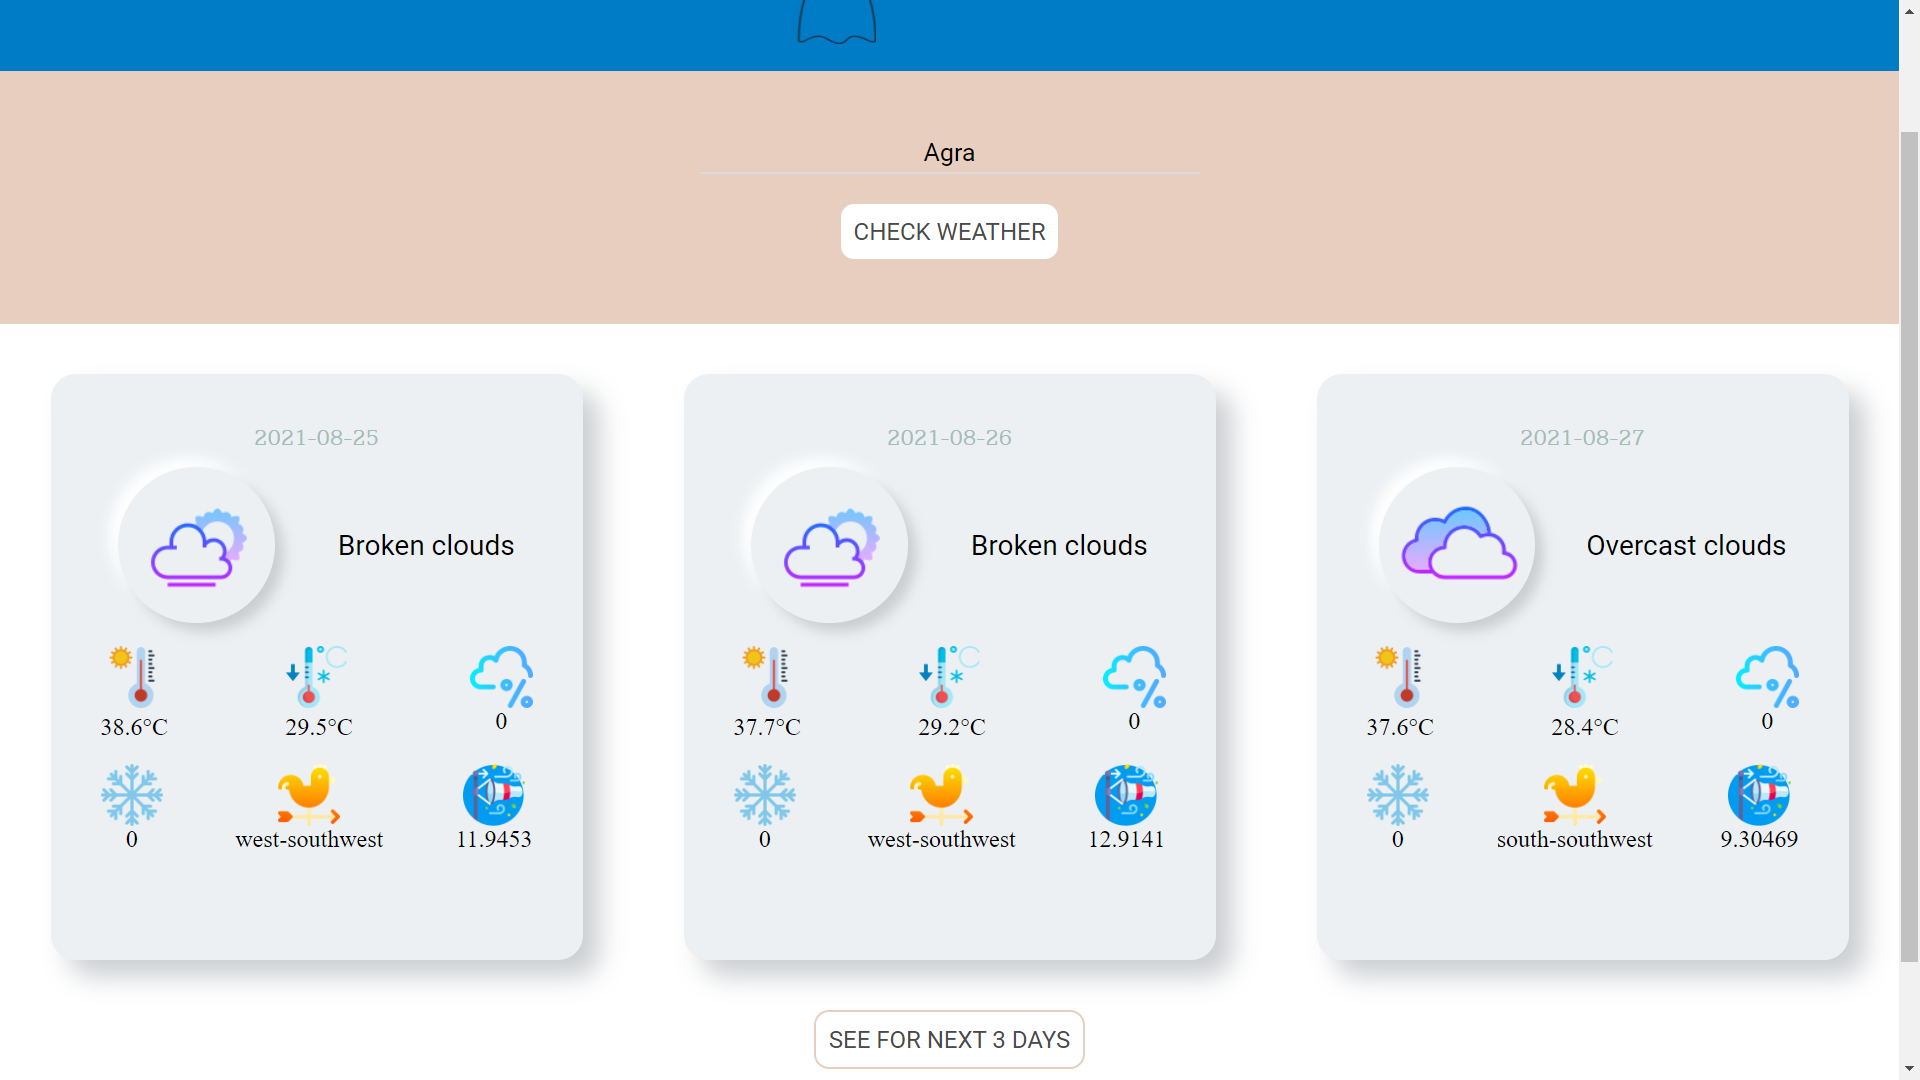 Agra
CHECK WEATHER
2021-08-25
Broken clouds
38.6°C 29.5°C 0
0 west-southwest 11.9453
2021-08-26
Broken clouds
37.7°C 29.2°C 0
0 west-southwest 12.9141
2021-08-27
Overcast clouds
37.6°C 28.4°C 0
0 south-southwest 9.30469
SEE FOR NEXT 3 DAYS